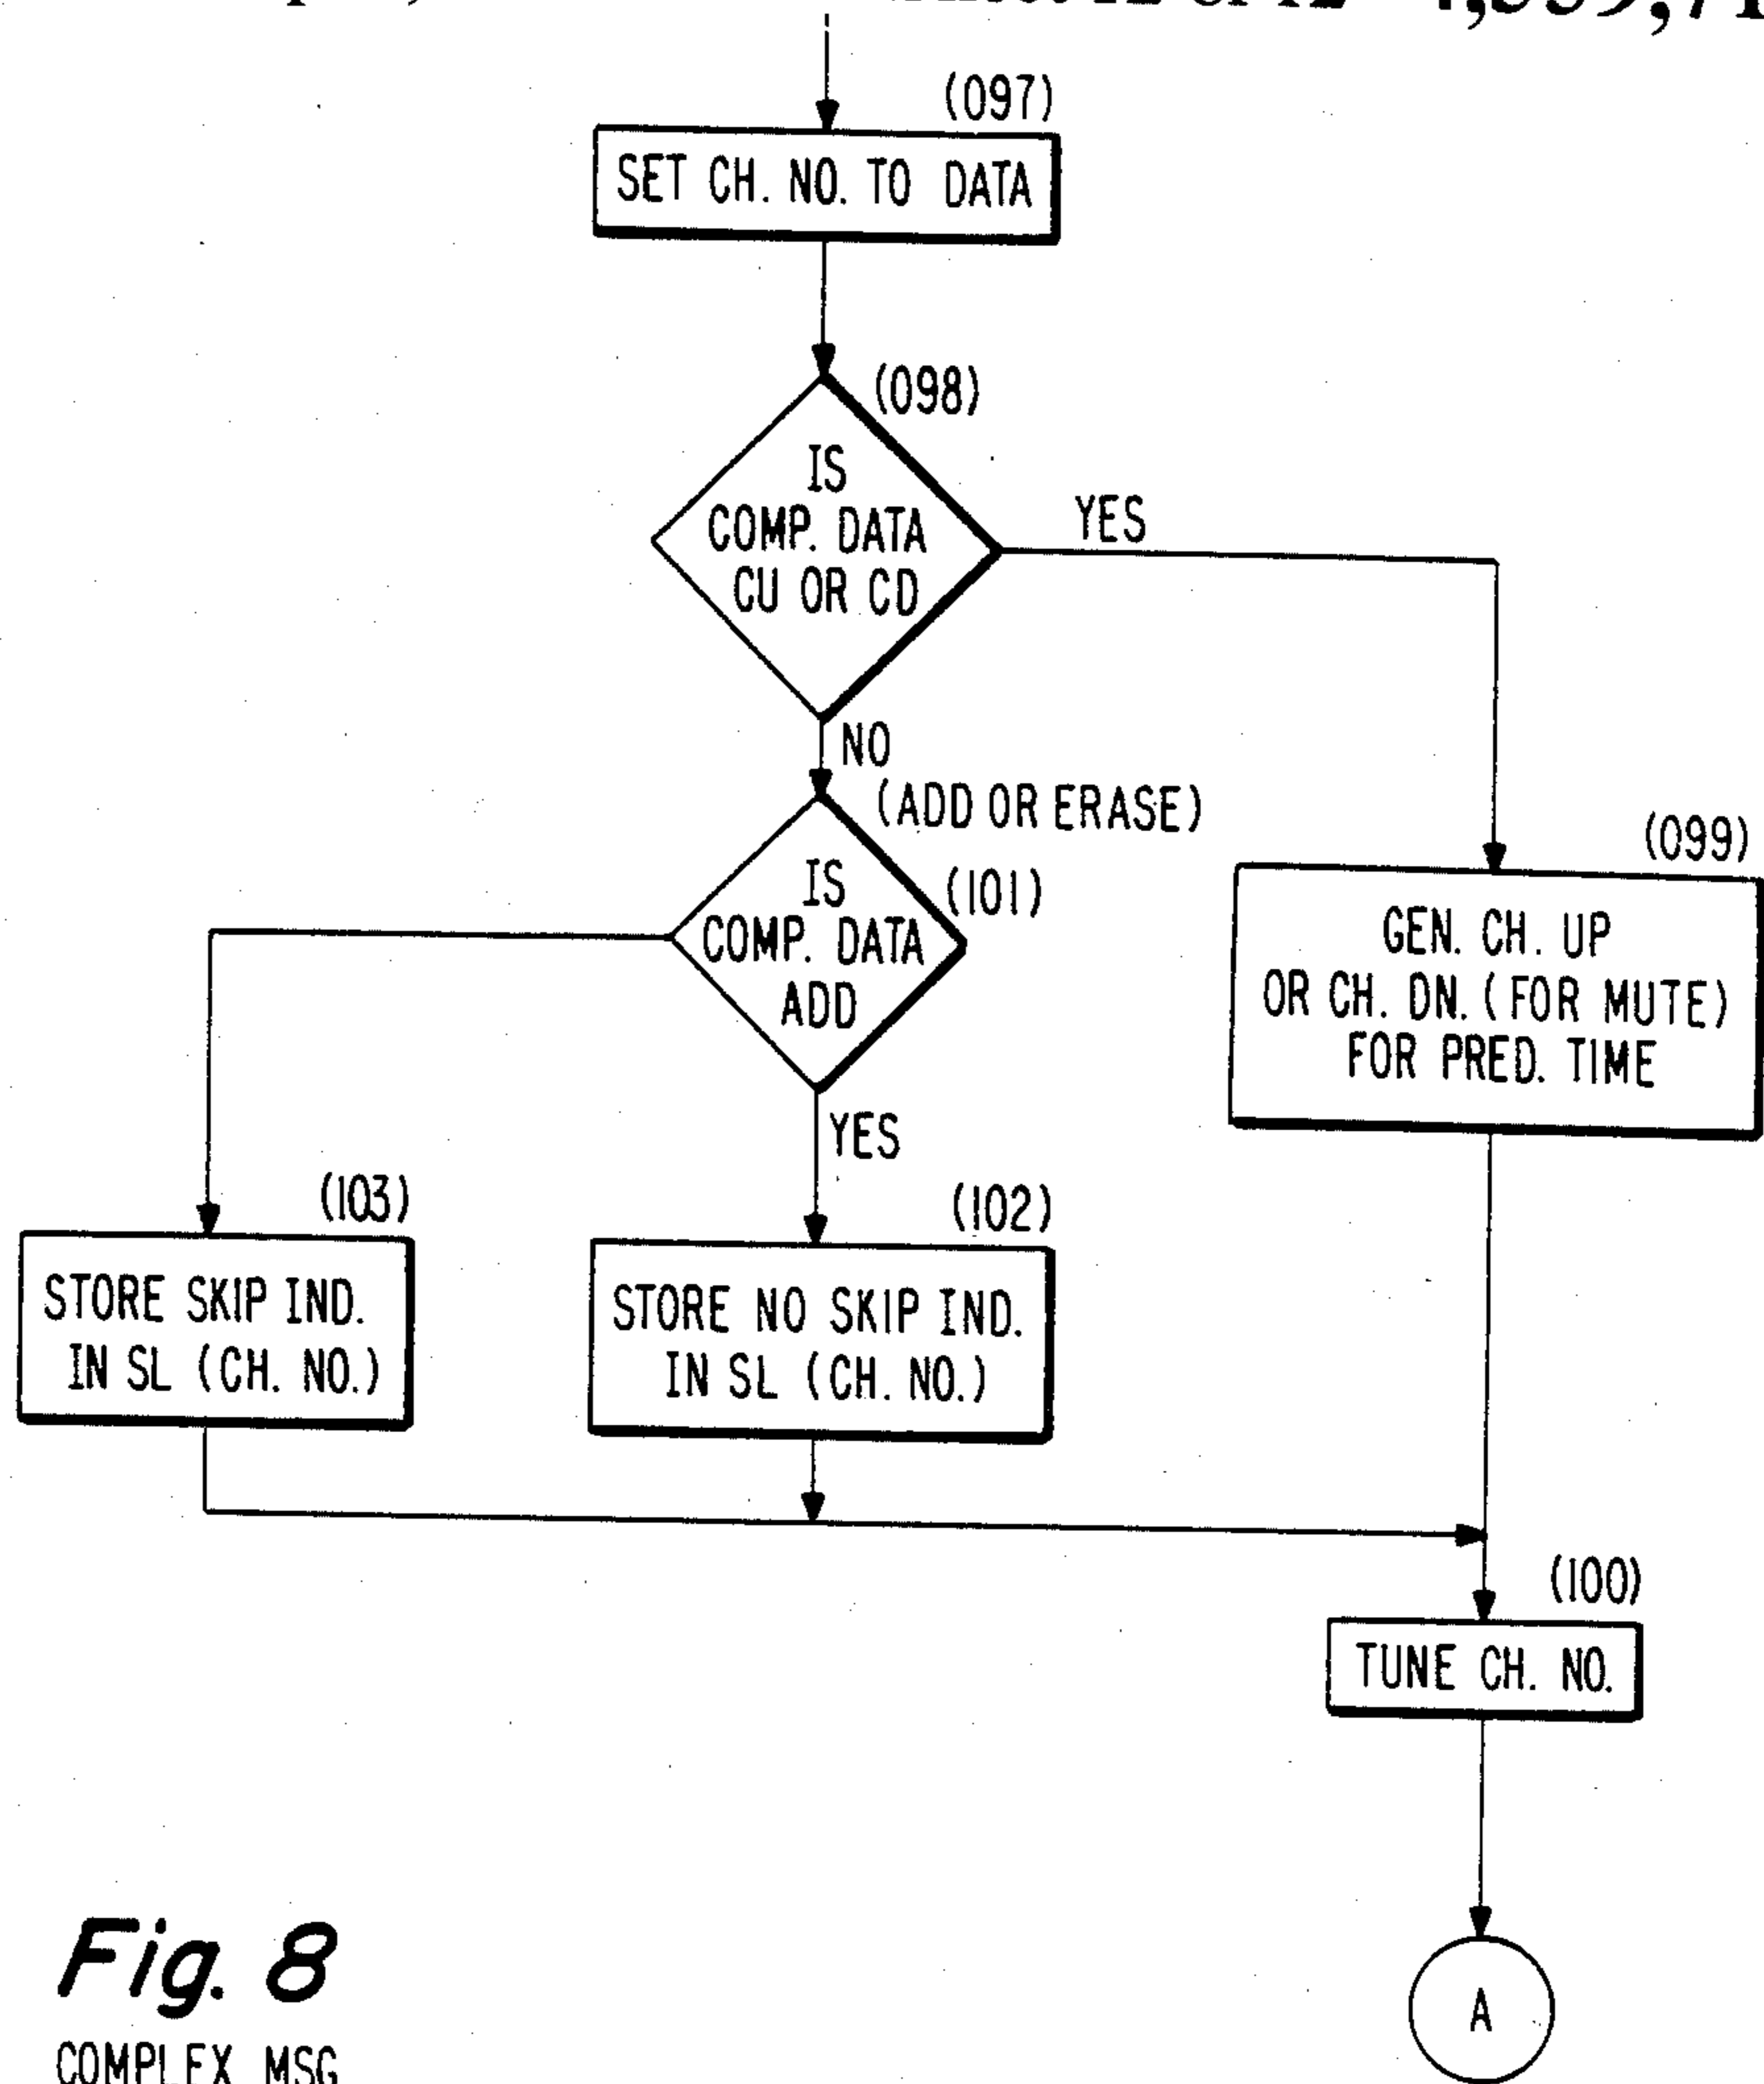 (097)
SET CH. NO. TO DATA
(098)
IS
COMP. DATA
CU OR CD
YES
NO
(ADD OR ERASE)
(099)
GEN. CH. UP
OR CH. DN. (FOR MUTE)
FOR PRED. TIME
(101)
IS
COMP. DATA
ADD
YES
(103)
STORE SKIP IND.
IN SL (CH. NO.)
(102)
STORE NO SKIP IND.
IN SL (CH. NO.)
(100)
TUNE CH. NO.
A
Fig. 8
COMPLEX MSG